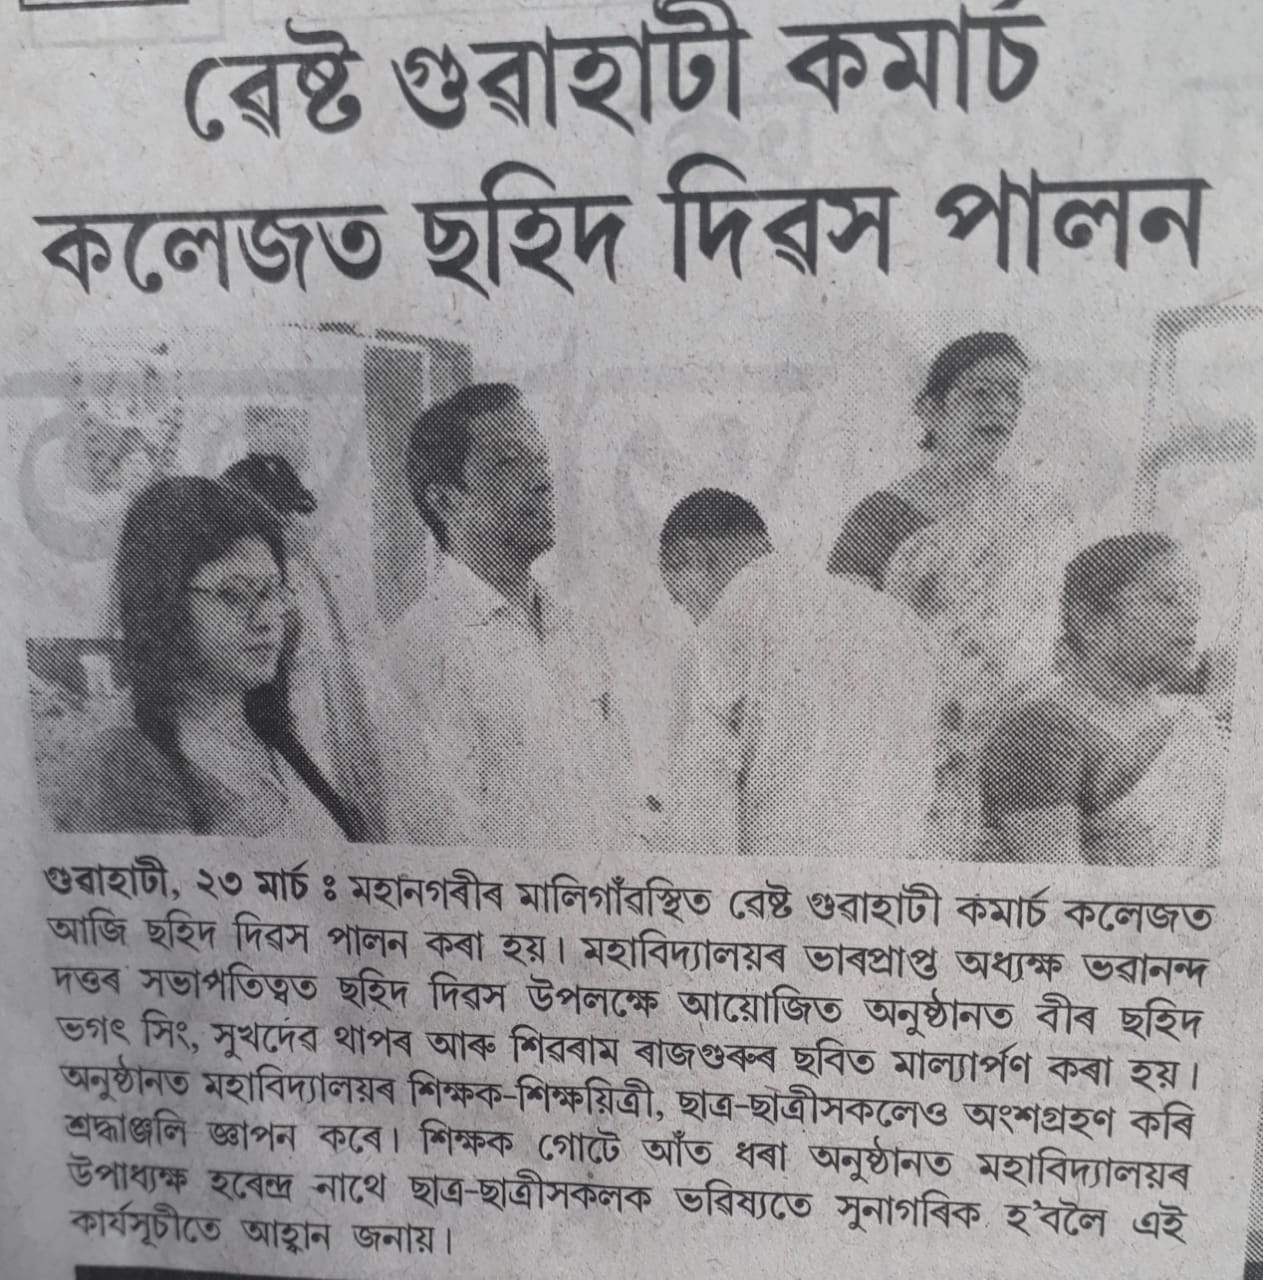 ৱেষ্ট গুৱাহাটী কমাৰ্চ
কলেজত ছহিদ দিৱস পালন
গুৱাহাটী, ২৩ মাৰ্চ ঃ মহানগৰীৰ মালিগাঁৱস্থিত ৱেষ্ট গুৱাহাটী কমাৰ্চ কলেজত
আজি ছহিদ দিৱস পালন কৰা হয়। মহাবিদ্যালয়ৰ ভাৰপ্ৰাপ্ত অধ্যক্ষ ভৱানন্দ
দত্তৰ সভাপতিত্বত ছহিদ দিৱস উপলক্ষে আয়োজিত অনুষ্ঠানত বীৰ ছহিদ
ভগৎ সিং, সুখদেৱ থাপৰ আৰু শিৱৰাম ৰাজগুৰুৰ ছবিত মাল্যাৰ্পণ কৰা হয়।
অনুষ্ঠানত মহাবিদ্যালয়ৰ শিক্ষক-শিক্ষয়িত্ৰী, ছাত্ৰ-ছাত্ৰীসকলেও অংশগ্ৰহণ কৰি
শ্ৰদ্ধাঞ্জলি জ্ঞাপন কৰে। শিক্ষক গোটে আঁত ধৰা অনুষ্ঠানত মহাবিদ্যালয়ৰ
উপাধ্যক্ষ হৰেন্দ্ৰ নাথে ছাত্ৰ-ছাত্ৰীসকলক ভৱিষ্যতে সুনাগৰিক হ'বলৈ এই
কাৰ্যসূচীতে আহ্বান জনায়।